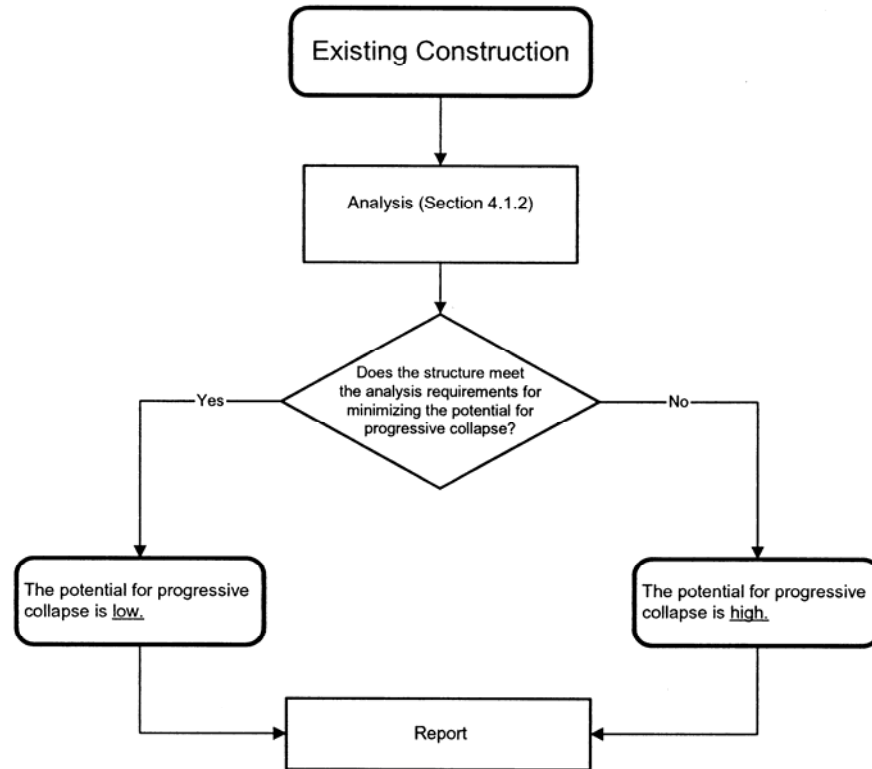 Existing Construction
Analysis (Section 4.1.2)
Does the structure meet
the analysis requirements for
minimizing the potential for
progressive collapse?
Yes
No
The potential for progressive
collapse is low.
The potential for progressive
collapse is high.
Report